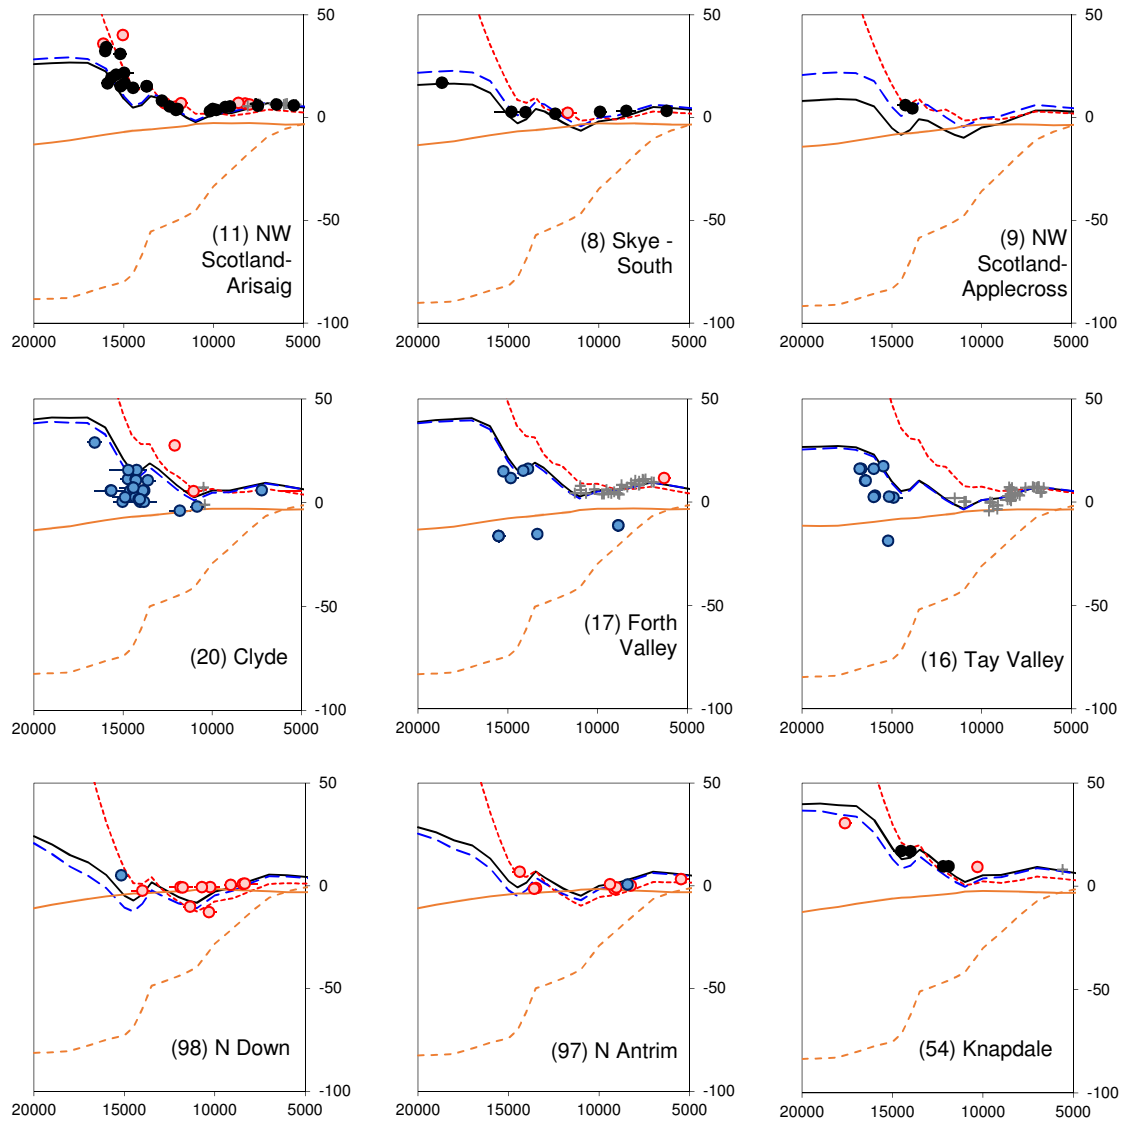 50
50
50
0
0
0
-50
-50
-50
(11) NW
Scotland-
Arisaig
(8) Skye -
South
(9) NW
Scotland-
Applecross
-100
-100
-100
20000 15000 10000 5000
20000 15000 10000 5000
20000 15000 10000 5000
50
50
50
0
0
0
-50
-50
-50
(20) Clyde
(17) Forth
Valley
(16) Tay Valley
-100
-100
-100
20000 15000 10000 5000
20000 15000 10000 5000
20000 15000 10000 5000
50
50
50
0
0
0
-50
-50
-50
(98) N Down
(97) N Antrim
(54) Knapdale
-100
-100
-100
20000 15000 10000 5000
20000 15000 10000 5000
20000 15000 10000 5000